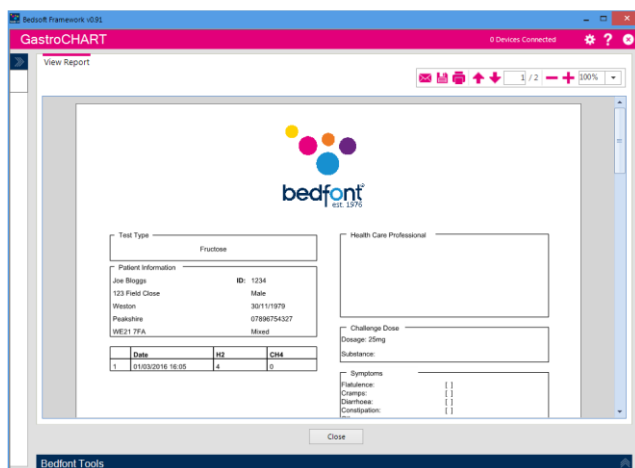 Bedsoft Framework v0.91
GastroCHART
0 Devices Connected
View Report
1 / 2
100%
bedfont
est. 1976
Test Type
Fructose
Patient Information
Joe Bloggs ID: 1234
123 Field Close Male
Weston 30/11/1979
Peakshire 07896754327
WE21 7FA Mixed
Date H2 CH4
1 01/03/2016 16:05 4 0
Health Care Professional
Challenge Dose
Dosage: 25mg
Substance:
Symptoms
Flatulence: [ ]
Cramps: [ ]
Diarrhoea: [ ]
Constipation: [ ]
Close
Bedfont Tools